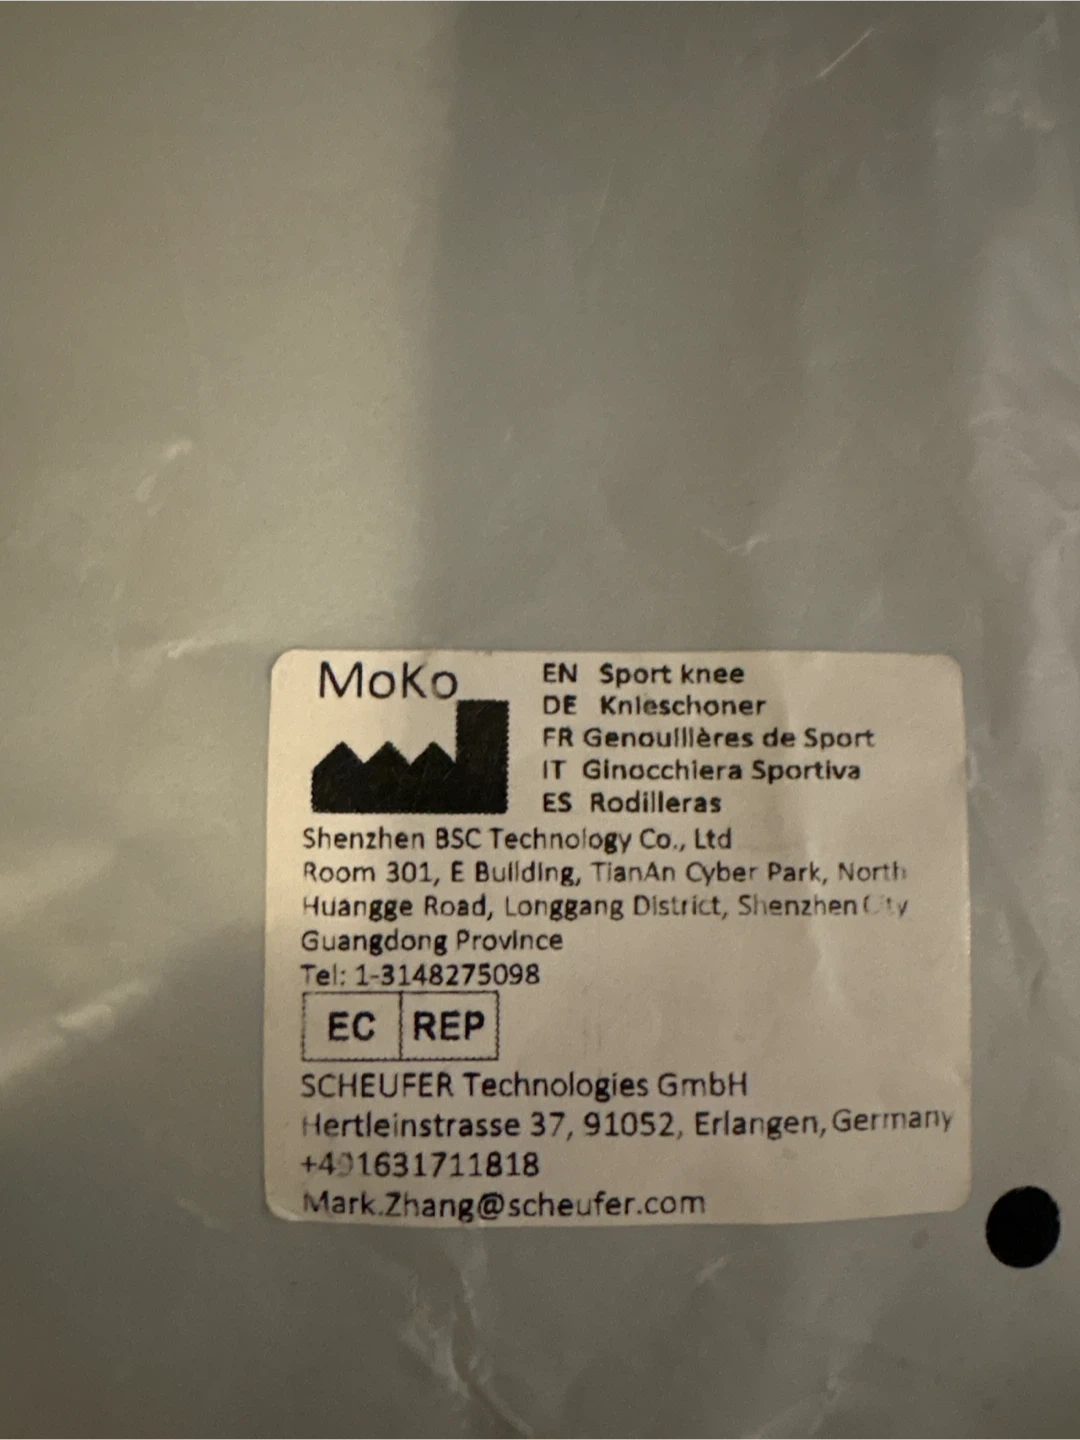 MoKo
EN Sport knee
DE Knieschoner
FR Genouillères de Sport
IT Ginocchiera Sportiva
ES Rodilleras
Shenzhen BSC Technology Co., Ltd
Room 301, E Building, TianAn Cyber Park, North
Huangge Road, Longgang District, Shenzhen City
Guangdong Province
Tel: 1-3148275098
EC REP
SCHEUFER Technologies GmbH
Hertleinstrasse 37, 91052, Erlangen, Germany
+491631711818
Mark.Zhang@scheufer.com